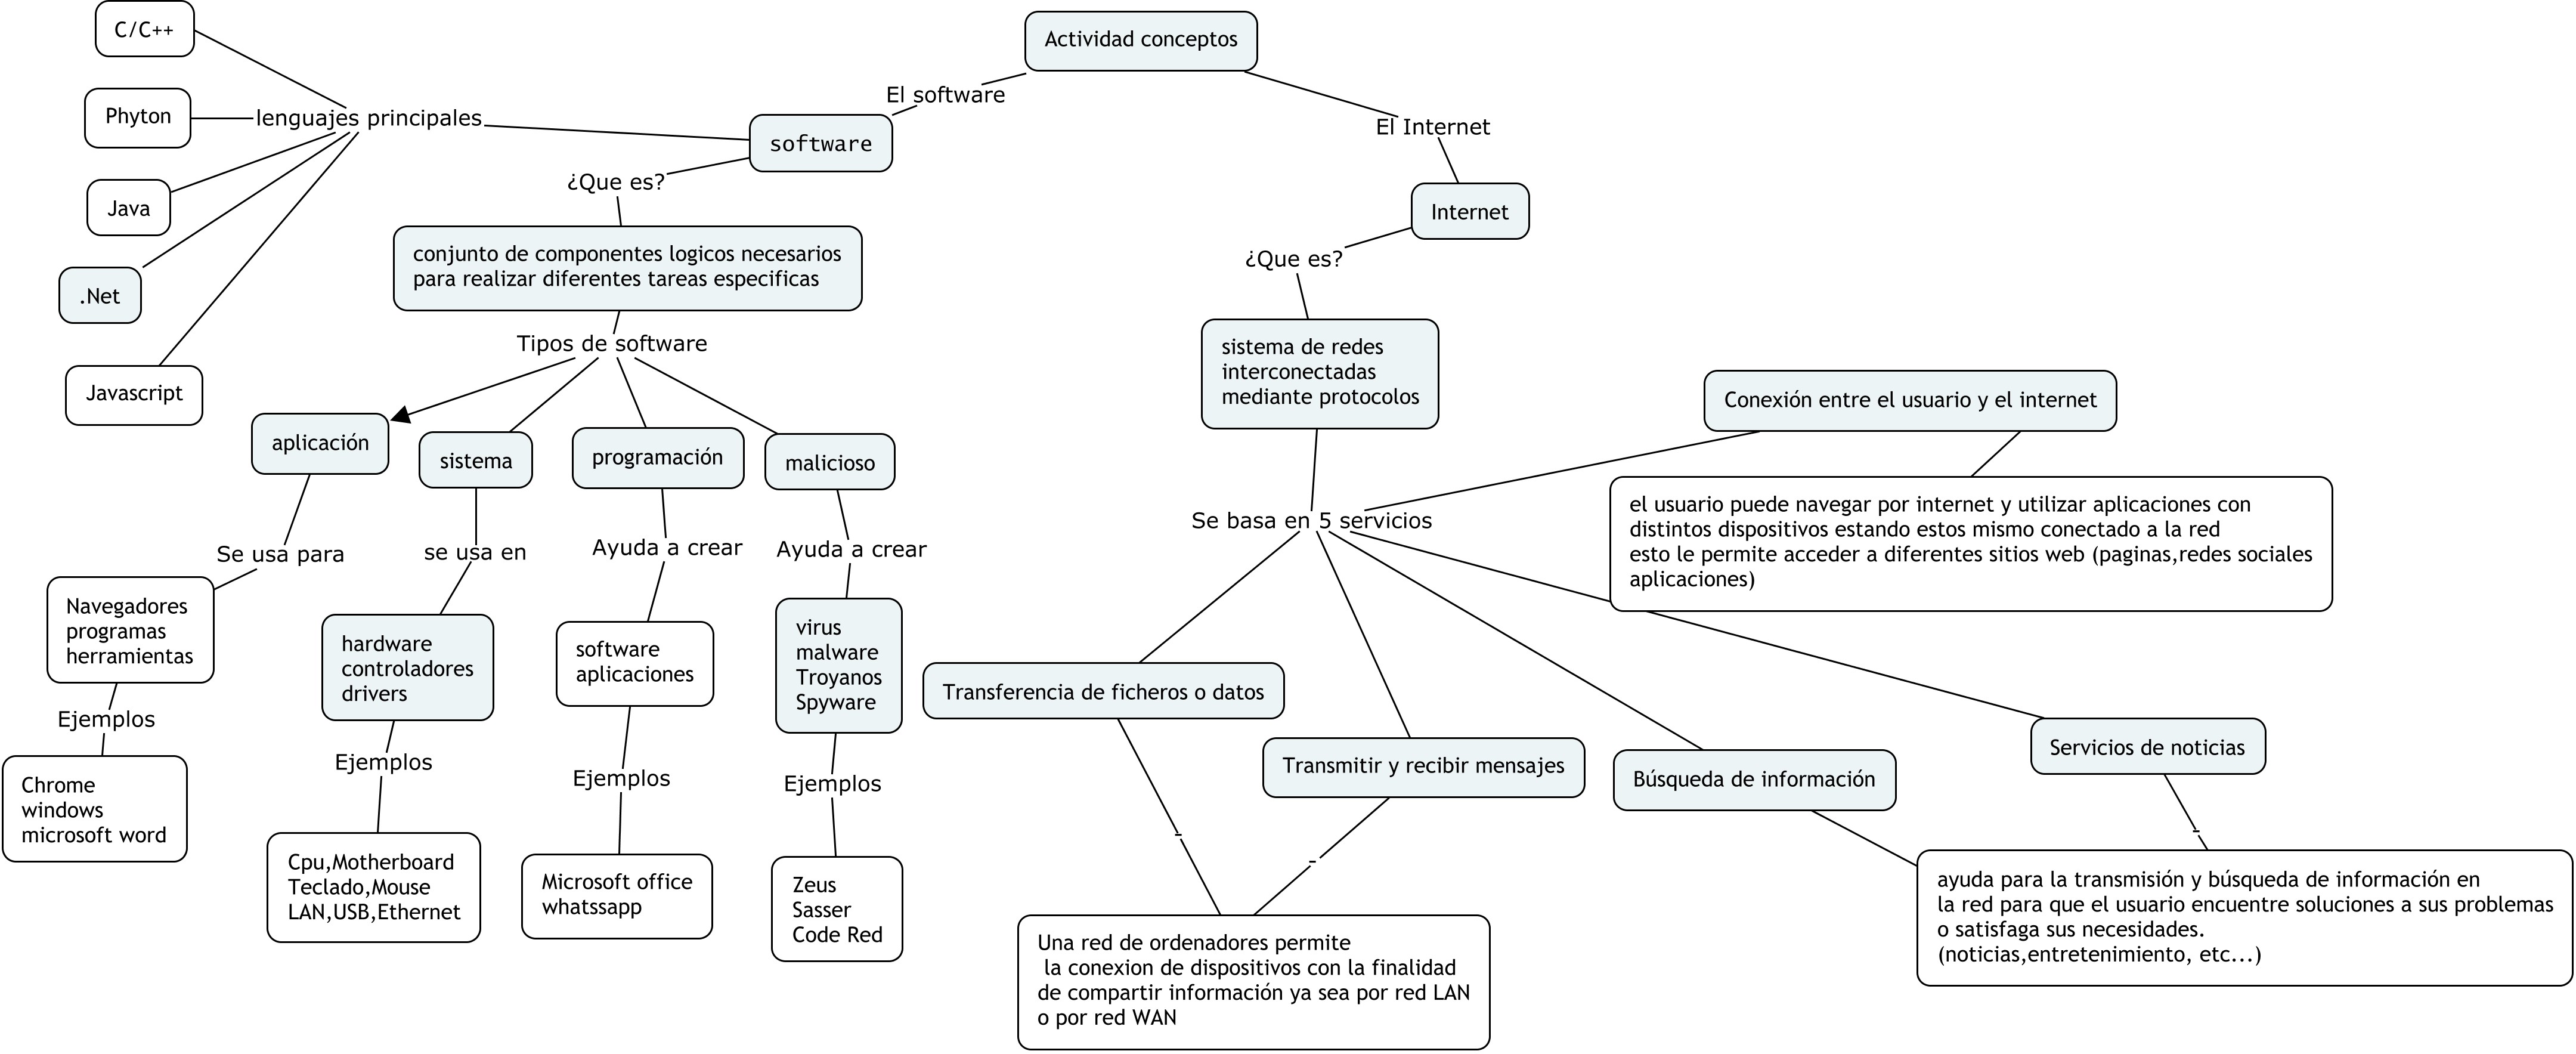 Actividad conceptos
El software
software
lenguajes principales
C/C++
Phyton
Java
.Net
Javascript
¿Que es?
conjunto de componentes logicos necesarios
para realizar diferentes tareas especificas
Tipos de software
aplicación
Se usa para
Navegadores
programas
herramientas
Ejemplos
Chrome
windows
microsoft word
sistema
se usa en
hardware
controladores
drivers
Ejemplos
Cpu,Motherboard
Teclado,Mouse
LAN,USB,Ethernet
programación
Ayuda a crear
software
aplicaciones
Ejemplos
Microsoft office
whatssapp
malicioso
Ayuda a crear
virus
malware
Troyanos
Spyware
Ejemplos
Zeus
Sasser
Code Red
El Internet
Internet
¿Que es?
sistema de redes
interconectadas
mediante protocolos
Se basa en 5 servicios
Conexión entre el usuario y el internet
el usuario puede navegar por internet y utilizar aplicaciones con
distintos dispositivos estando estos mismo conectado a la red
esto le permite acceder a diferentes sitios web (paginas,redes sociales
aplicaciones)
Transferencia de ficheros o datos
-
Transmitir y recibir mensajes
-
Una red de ordenadores permite
la conexion de dispositivos con la finalidad
de compartir información ya sea por red LAN
o por red WAN
Búsqueda de información
Servicios de noticias
-
ayuda para la transmisión y búsqueda de información en
la red para que el usuario encuentre soluciones a sus problemas
o satisfaga sus necesidades.
(noticias,entretenimiento, etc...)